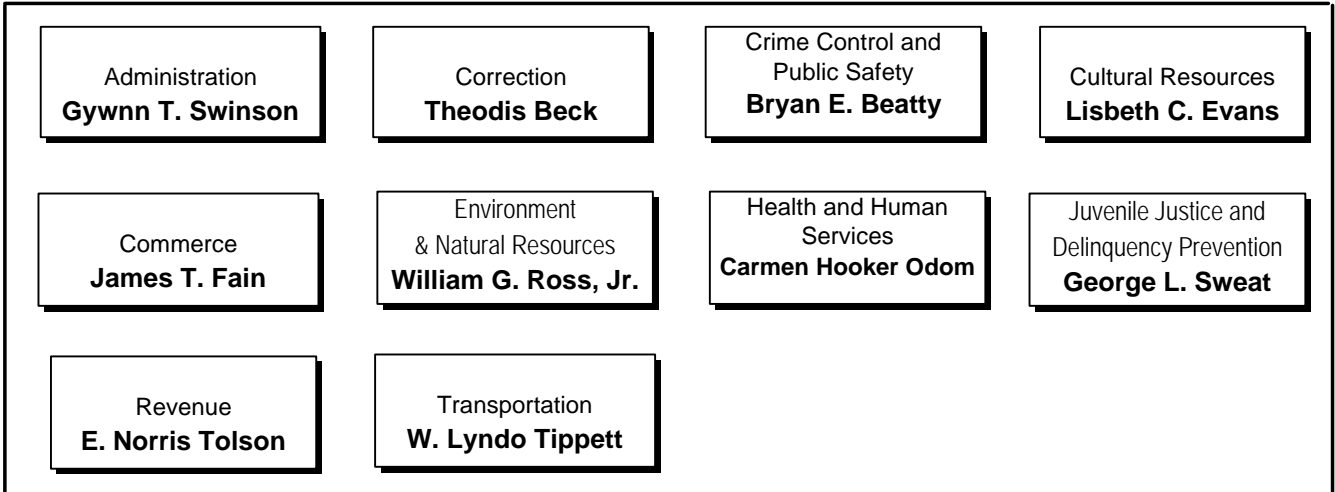 Administration
Gywnn T. Swinson
Correction
Theodis Beck
Crime Control and
Public Safety
Bryan E. Beatty
Cultural Resources
Lisbeth C. Evans
Commerce
James T. Fain
Environment
& Natural Resources
William G. Ross, Jr.
Health and Human
Services
Carmen Hooker Odom
Juvenile Justice and
Delinquency Prevention
George L. Sweat
Revenue
E. Norris Tolson
Transportation
W. Lyndo Tippett